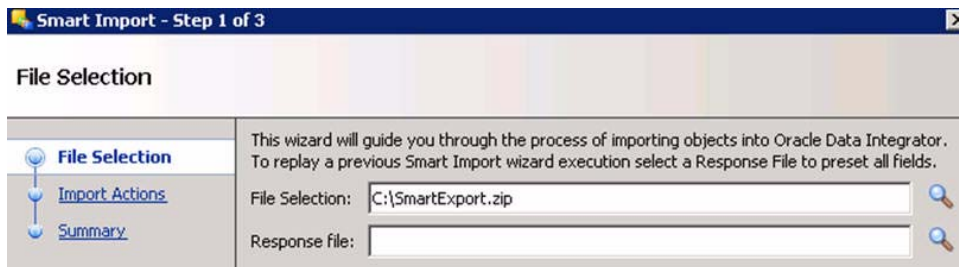 Smart Import - Step 1 of 3
File Selection
File Selection
Import Actions
Summary
This wizard will guide you through the process of importing objects into Oracle Data Integrator.
To replay a previous Smart Import wizard execution select a Response File to preset all fields.
File Selection: C:\SmartExport.zip
Response file: